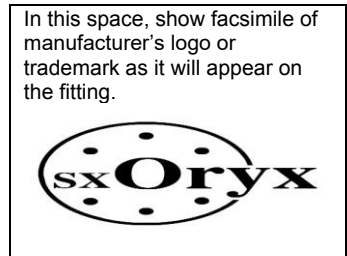 In this space, show facsimile of
manufacturer’s logo or
trademark as it will appear on
the fitting.
sxOryx